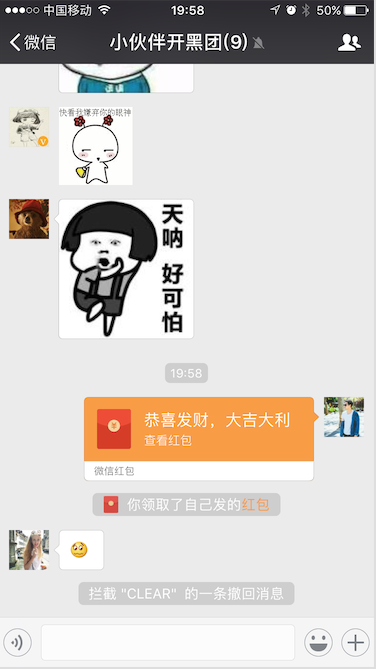 中国移动 19:58 50%
微信 小伙伴开黑团(9)
快看我嫌弃你的眼神
V
天呐
好可怕
19:58
恭喜发财，大吉大利
查看红包
微信红包
你领取了自己发的红包
拦截 "CLEAR" 的一条撤回消息